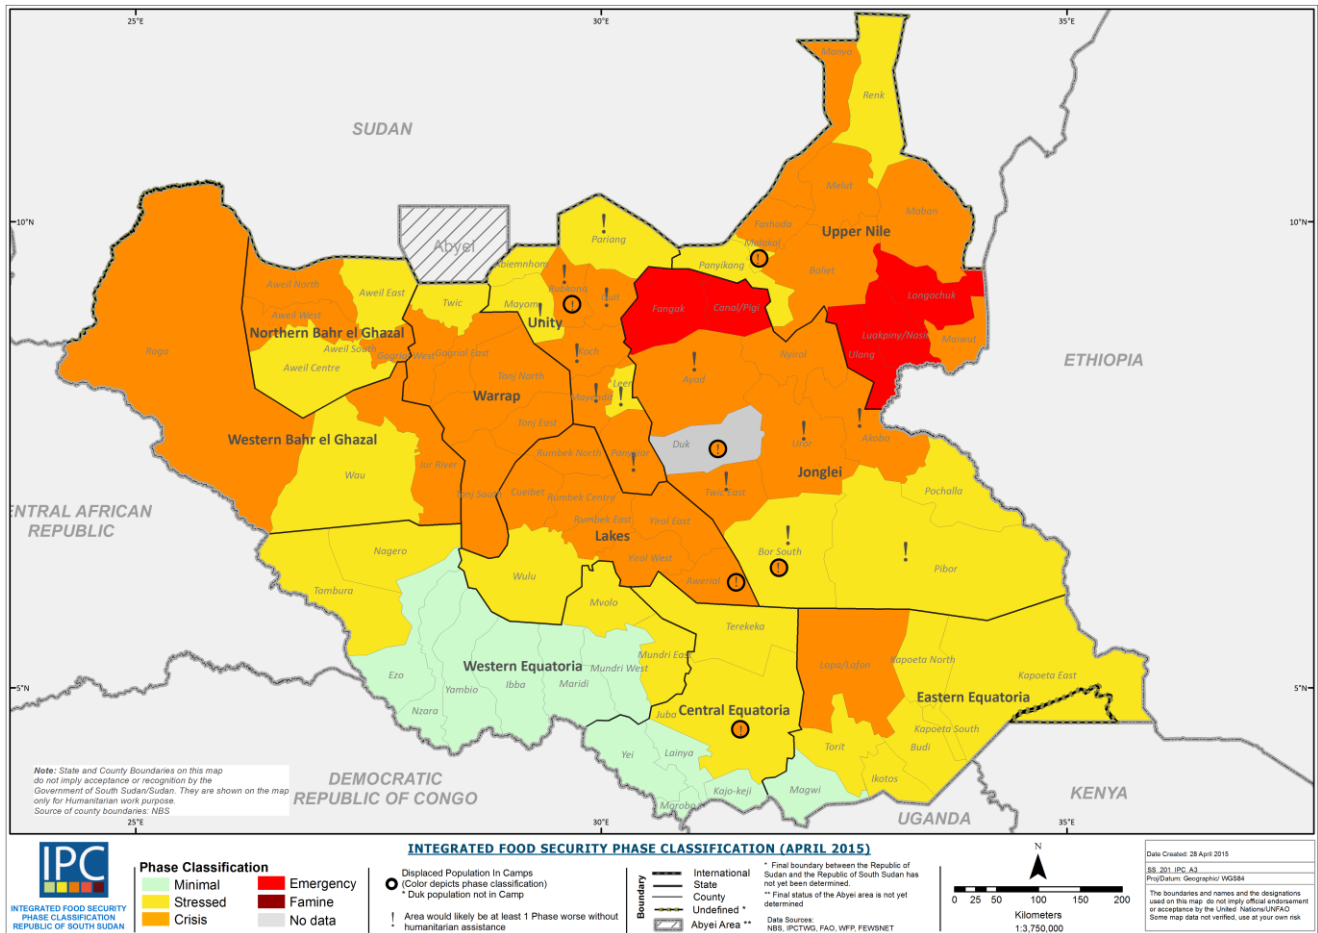 25°E
30°E
35°E
SUDAN
Manya
Renk
10°N
10°N
Melut
Maban
Fashoda
Upper Nile
Malakal
Panyikang
Baliet
Longochuk
Luakpiny/Nasir
Maiwut
Ulang
Abyei
Pariang
Abiemnhom
Rubkona
Guit
Mayom
Unity
Koch
Mayendit
Leer
Panyijar
Fangak
Canal/Pigi
Nyirol
Ayod
Akobo
Uror
Duk
Jonglei
Twic East
Pochalla
Bor South
Pibor
ETHIOPIA
Aweil North
Aweil East
Aweil West
Northern Bahr el Ghazal
Aweil South
Aweil Centre
Raga
Twic
Gogrial West
Gogrial East
Tonj North
Warrap
Tonj East
Tonj South
Western Bahr el Ghazal
Wau
Jur River
Rumbek North
Cueibet
Rumbek Centre
Rumbek East
Yirol East
Lakes
Yirol West
Awerial
Wulu
ENTRAL AFRICAN
REPUBLIC
Nagero
Tambura
Mvolo
Mundri East
Western Equatoria
Mundri West
Ezo
Yambio
Ibba
Maridi
Nzara
Terekeka
Central Equatoria
Juba
Yei
Lainya
Morobo
Kajo-keji
Lopa/Lafon
Kapoeta North
Kapoeta East
Eastern Equatoria
Kapoeta South
Torit
Budi
Ikotos
Magwi
5°N
5°N
DEMOCRATIC
REPUBLIC OF CONGO
UGANDA
KENYA
Note: State and County Boundaries on this map
do not imply acceptance or recognition by the
Government of South Sudan/Sudan. They are shown on the map
only for Humanitarian work purpose.
Source of county boundaries: NBS
25°E
30°E
35°E
IPC
INTEGRATED FOOD SECURITY
PHASE CLASSIFICATION
REPUBLIC OF SOUTH SUDAN
Phase Classification
Minimal
Stressed
Crisis
Emergency
Famine
No data
INTEGRATED FOOD SECURITY PHASE CLASSIFICATION (APRIL 2015)
Displaced Population In Camps
(Color depicts phase classification)
* Duk population not in Camp
! Area would likely be at least 1 Phase worse without
humanitarian assistance
Boundary
International
State
County
Undefined *
Abyei Area **
* Final boundary between the Republic of
Sudan and the Republic of South Sudan has
not yet been determined.
** Final status of the Abyei area is not yet
determined
Data Sources:
NBS, IPCTWG, FAO, WFP, FEWSNET
N
0 25 50 100 150 200
Kilometers
1:3,750,000
Date Created: 28 April 2015
SS_201_IPC_A3
Proj/Datum: Geographic/ WGS84
The boundaries and names and the designations
used on this map do not imply official endorsement
or acceptance by the United Nations/UNFAO
Some map data not verified, use at your own risk